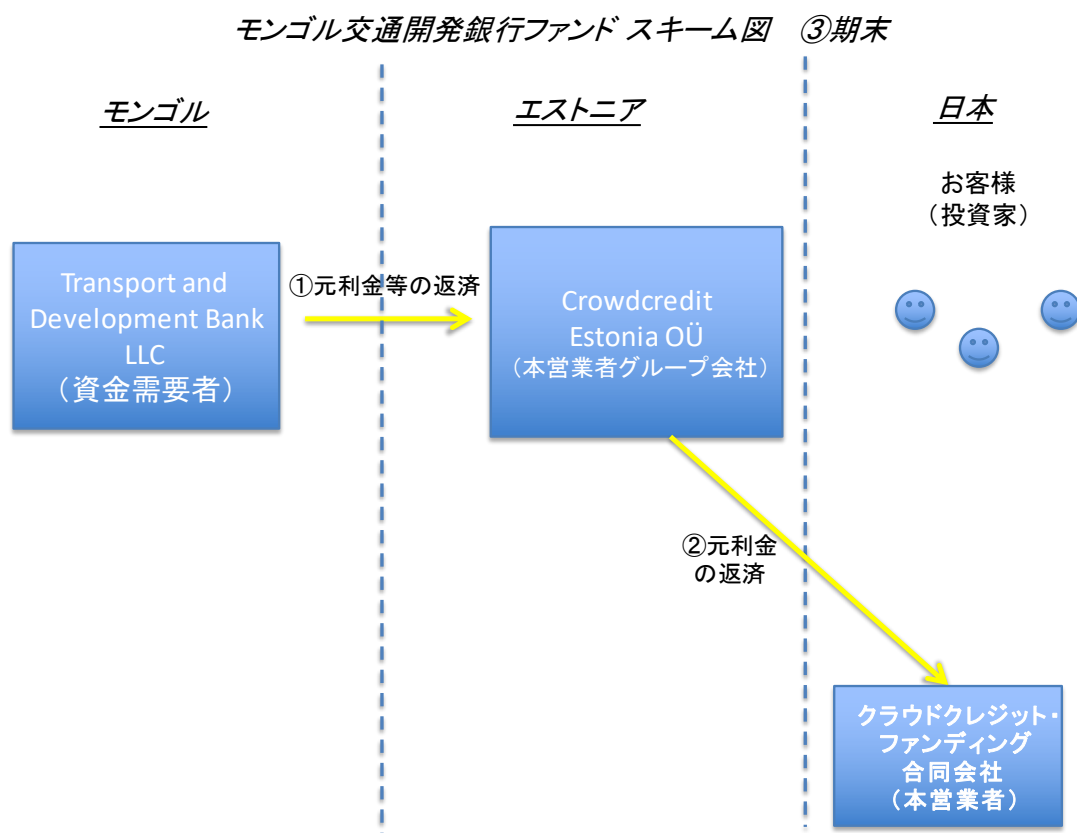 モンゴル交通開発銀行ファンド スキーム図　③期末
モンゴル
エストニア
日本
お客様
（投資家）
Transport and
Development Bank
LLC
（資金需要者）
①元利金等の返済
Crowdcredit
Estonia OÜ
（本営業者グループ会社）
②元利金
の返済
クラウドクレジット・
ファンディング
合同会社
（本営業者）